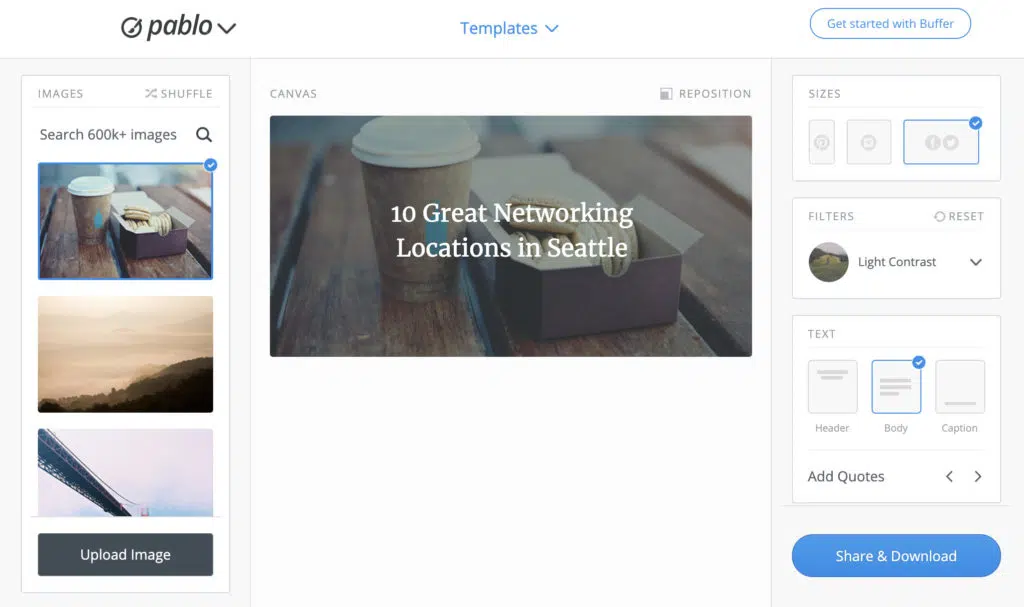 pablo
Templates
Get started with Buffer
IMAGES
SHUFFLE
Search 600k+ images
Upload Image
CANVAS
REPOSITION
10 Great Networking
Locations in Seattle
SIZES
FILTERS
RESET
Light Contrast
TEXT
Header
Body
Caption
Add Quotes
Share & Download